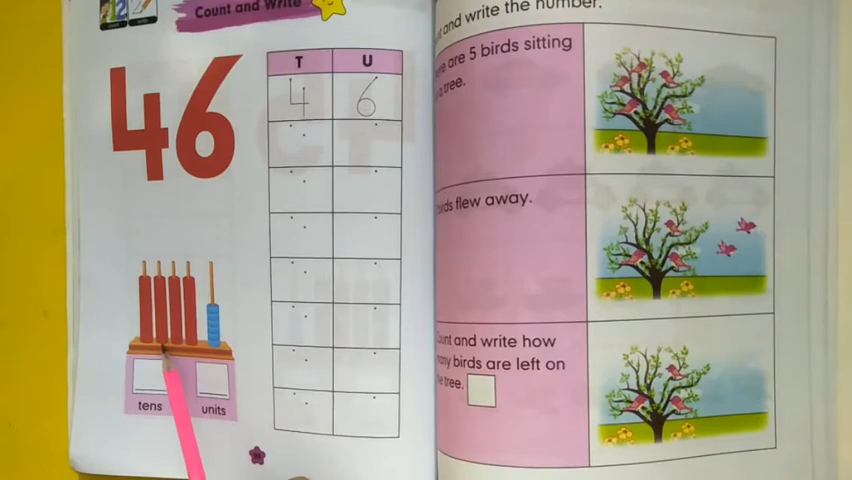 Count and Write
46
T U
4 6
tens units
and write the number.
are 5 birds sitting
a tree.
flew away.
Count and write how
many birds are left on
tree.